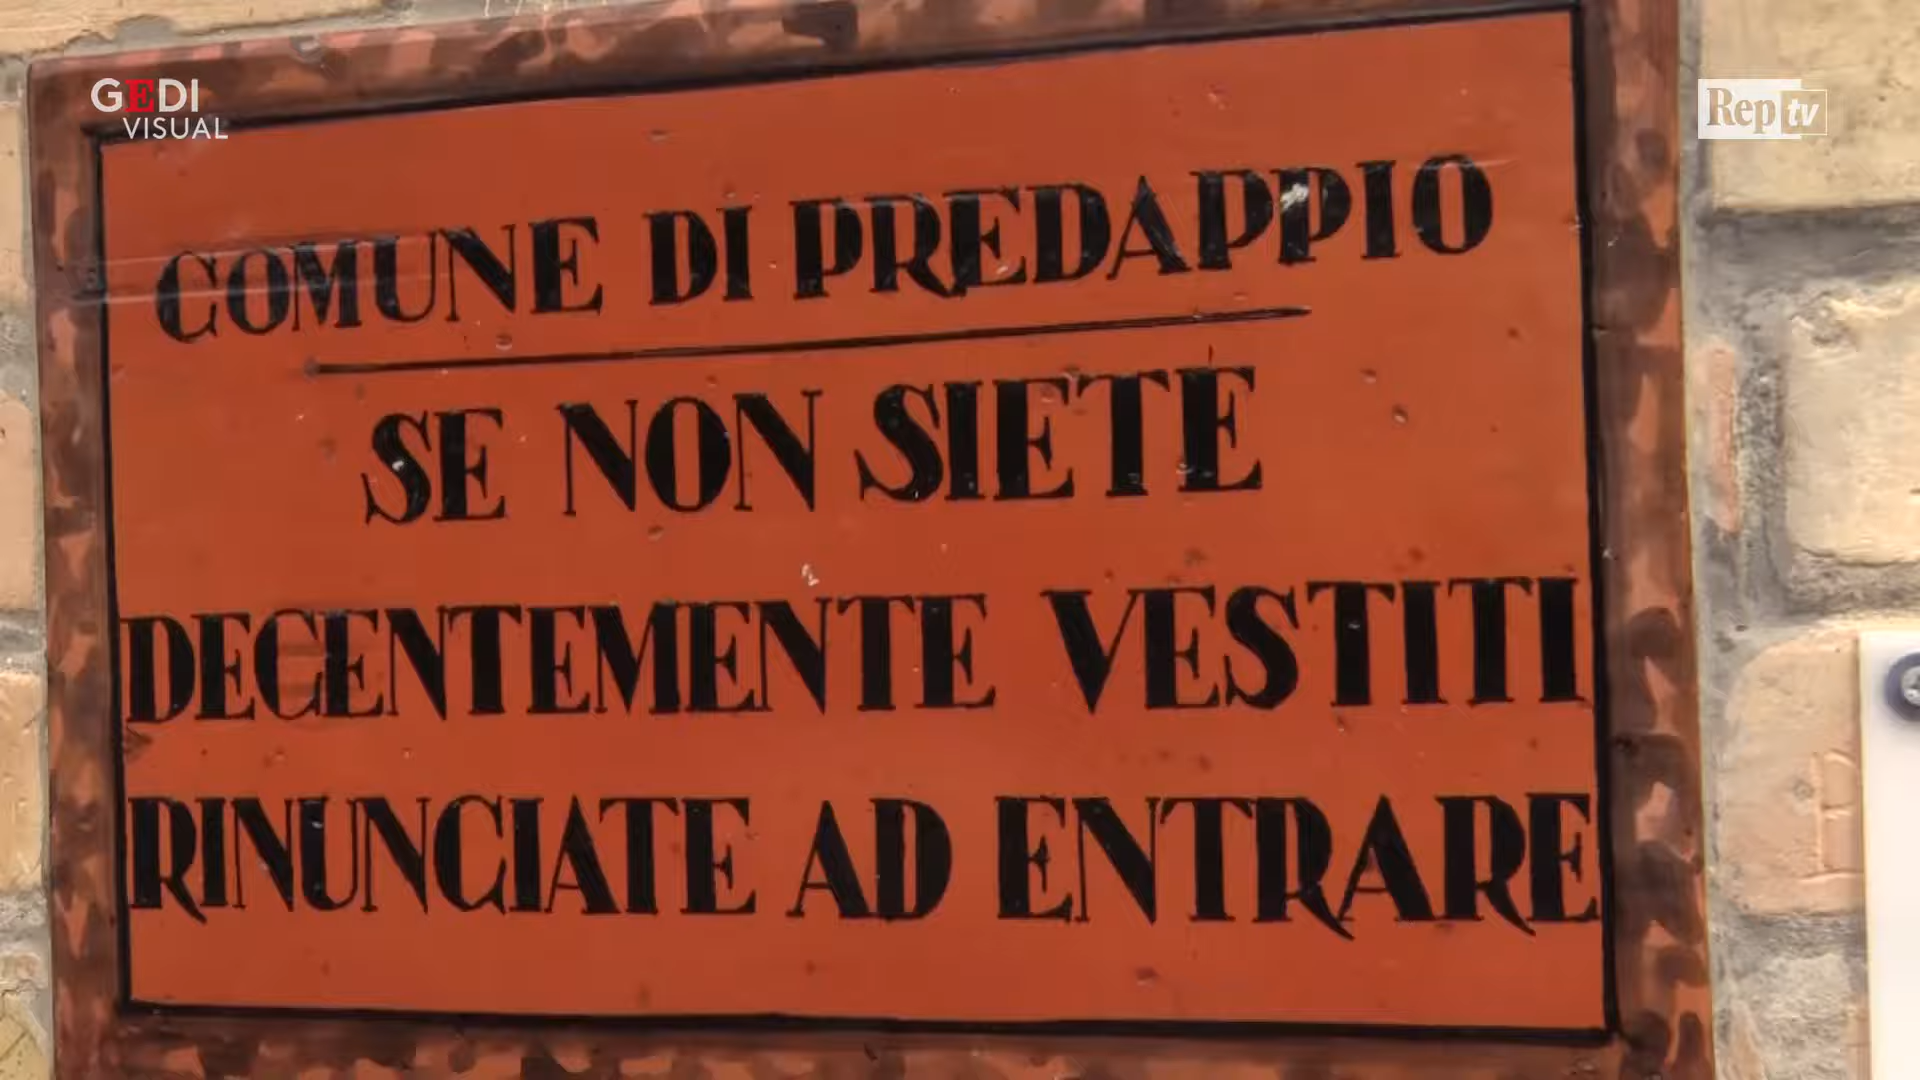 GEDI
VISUAL
Rep tv
COMUNE DI PREDAPPIO
SE NON SIETE
DECENTEMENTE VESTITI
RINUNCIATE AD ENTRARE